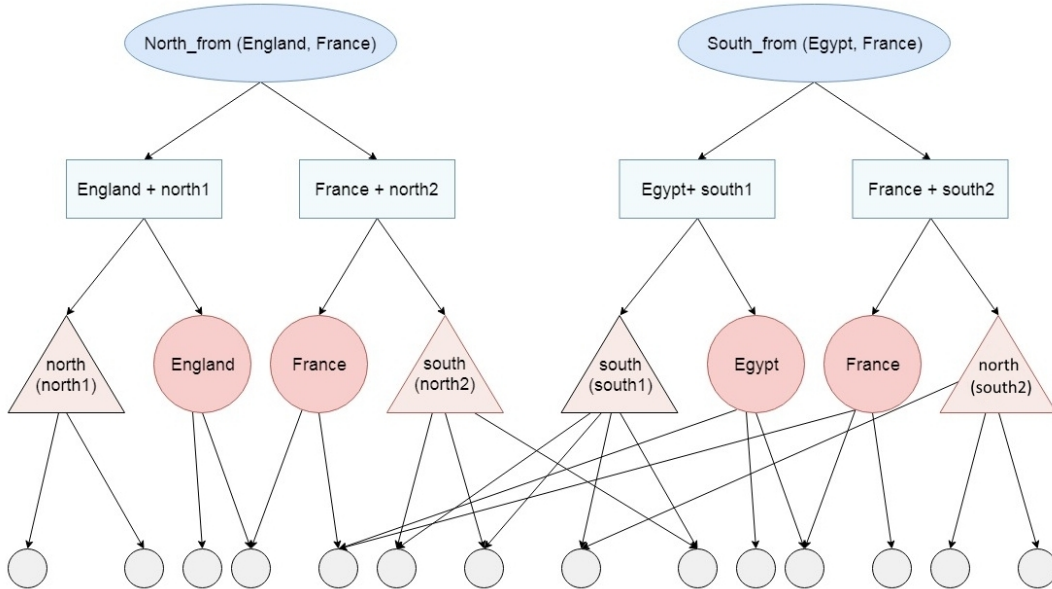 North_from (England, France)
South_from (Egypt, France)
England + north1
France + north2
Egypt+ south1
France + south2
north
(north1)
England
France
south
(north2)
south
(south1)
Egypt
France
north
(south2)